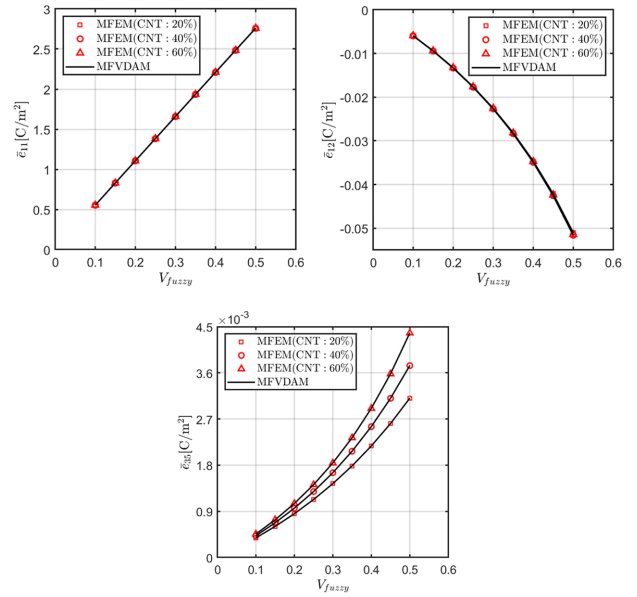 3
2.5
2
1.5
1
0.5
0
0
0.1
0.2
0.3
0.4
0.5
0.6
ē₁₁[C/m²]
V_fuzzy
MFEM(CNT : 20%)
MFEM(CNT : 40%)
MFEM(CNT : 60%)
MFVDAM
0
-0.01
-0.02
-0.03
-0.04
-0.05
0
0.1
0.2
0.3
0.4
0.5
0.6
ē₁₂[C/m²]
V_fuzzy
MFEM(CNT : 20%)
MFEM(CNT : 40%)
MFEM(CNT : 60%)
MFVDAM
×10⁻³
4.5
3.6
2.7
1.8
0.9
0
0
0.1
0.2
0.3
0.4
0.5
0.6
ē₃₅[C/m²]
V_fuzzy
MFEM(CNT : 20%)
MFEM(CNT : 40%)
MFEM(CNT : 60%)
MFVDAM